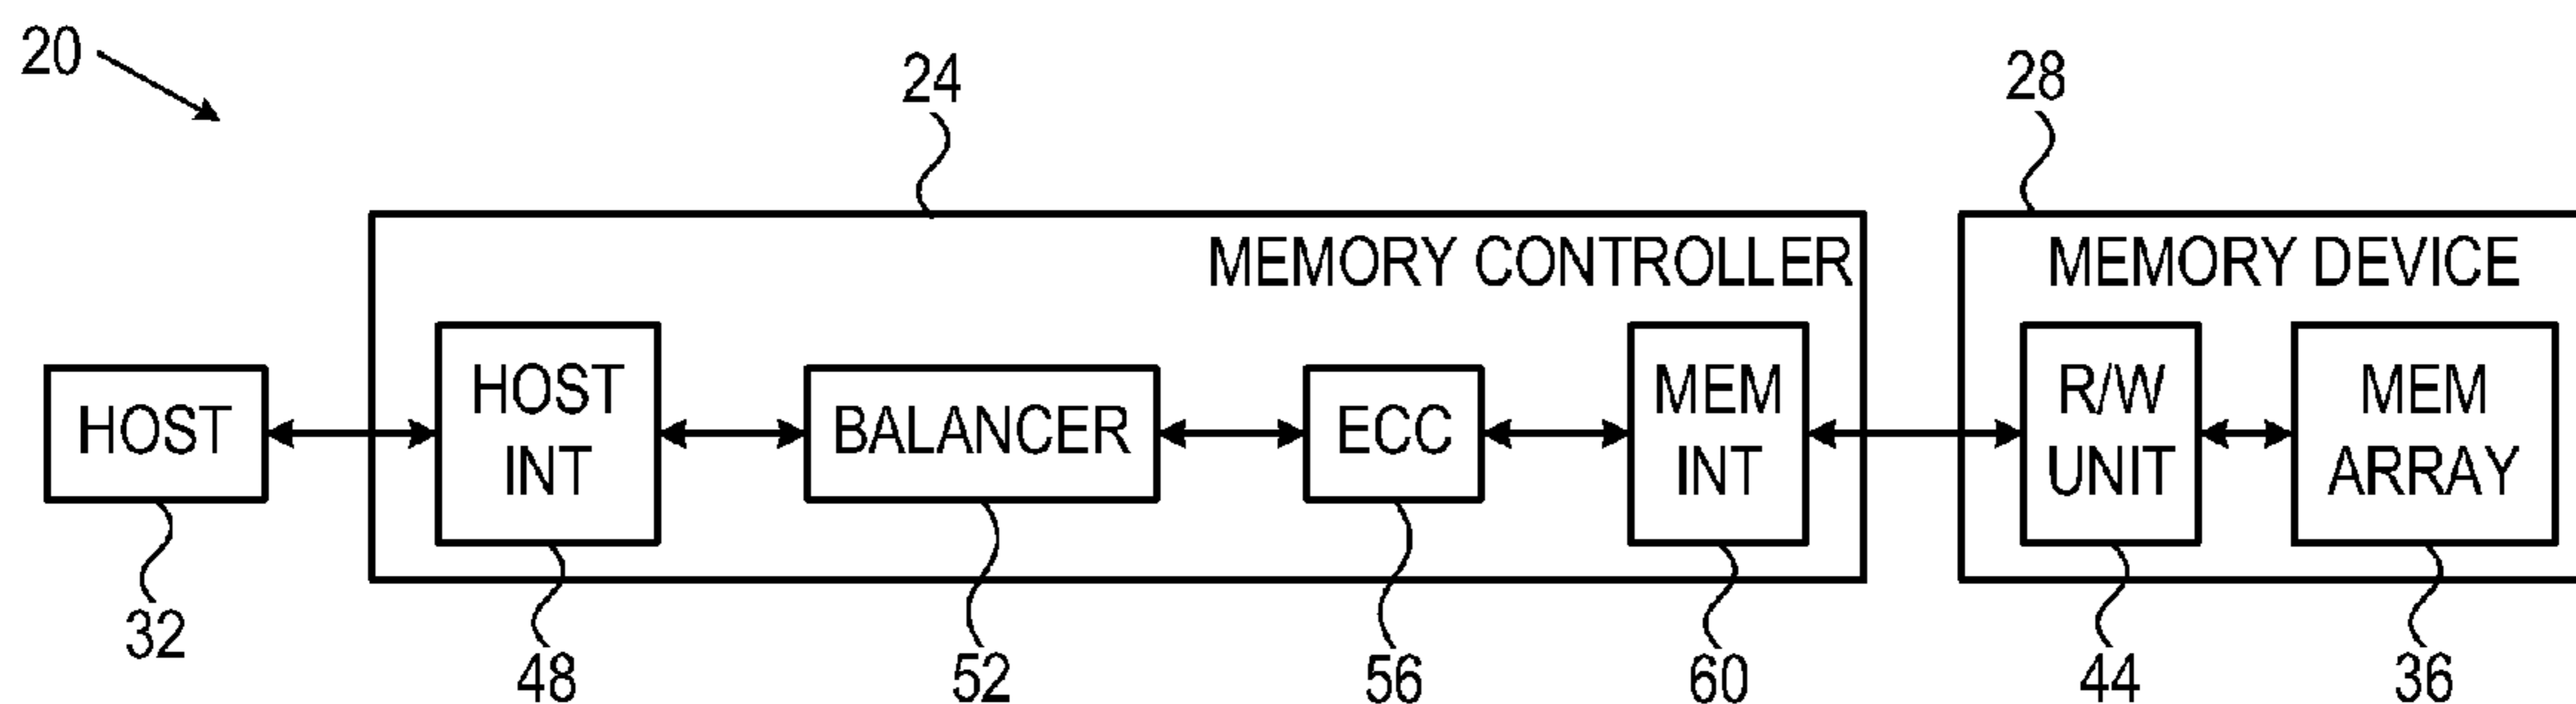 20
24
28
MEMORY CONTROLLER
MEMORY DEVICE
HOST
HOST
INT
BALANCER
ECC
MEM
INT
R/W
UNIT
MEM
ARRAY
32
48
52
56
60
44
36